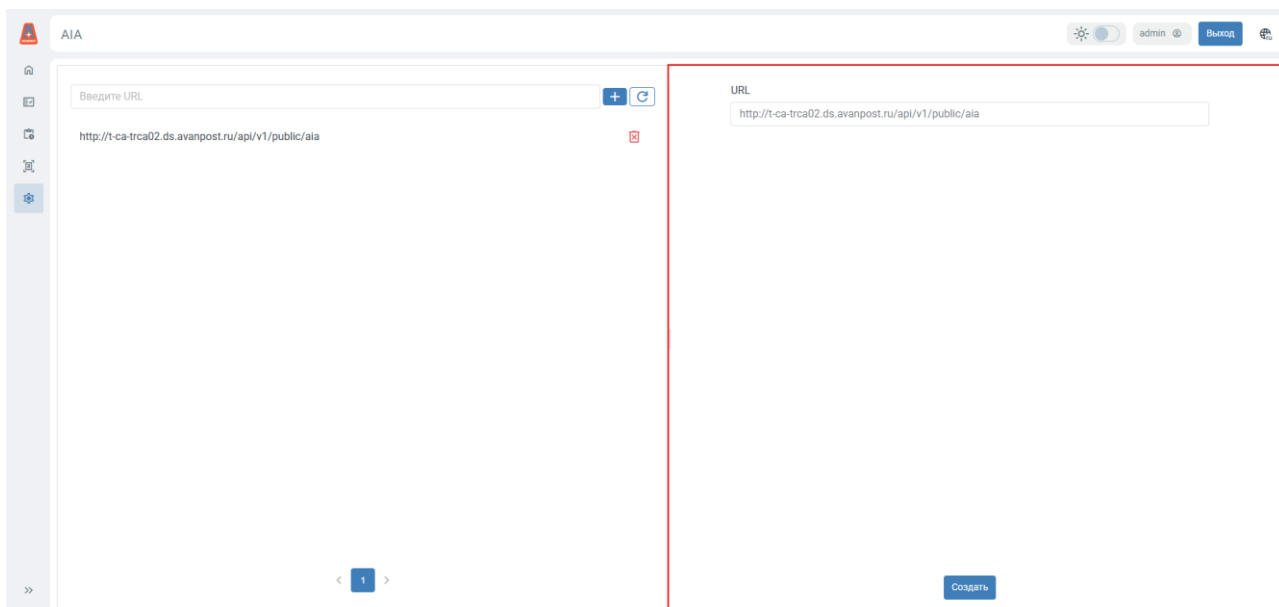 AIA
admin
Выход
ru
Введите URL
http://t-ca-trca02.ds.avanpost.ru/api/v1/public/aia
1
URL
http://t-ca-trca02.ds.avanpost.ru/api/v1/public/aia
Создать